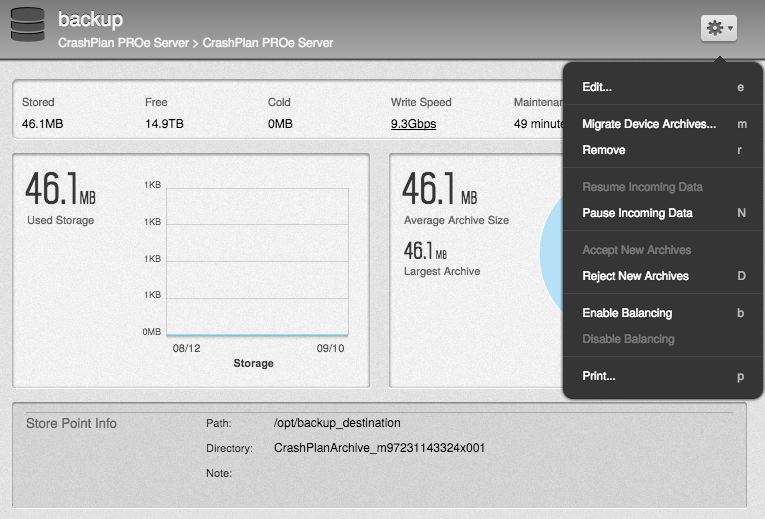 backup
CrashPlan PROe Server > CrashPlan PROe Server
Stored
46.1MB
Free
14.9TB
Cold
0MB
Write Speed
9.3Gbps
49
46.1 MB
Used Storage
1KB
1KB
1KB
1KB
0MB
08/12
09/10
Storage
46.1 MB
Average Archive Size
46.1 MB
Largest Archive
Edit... e
Migrate Device Archives... m
Remove r
Resume Incoming Data
Pause Incoming Data N
Accept New Archives
Reject New Archives D
Enable Balancing b
Disable Balancing
Print... p
Store Point Info
Path: /opt/backup_destination
Directory: CrashPlanArchive_m97231143324x001
Note: